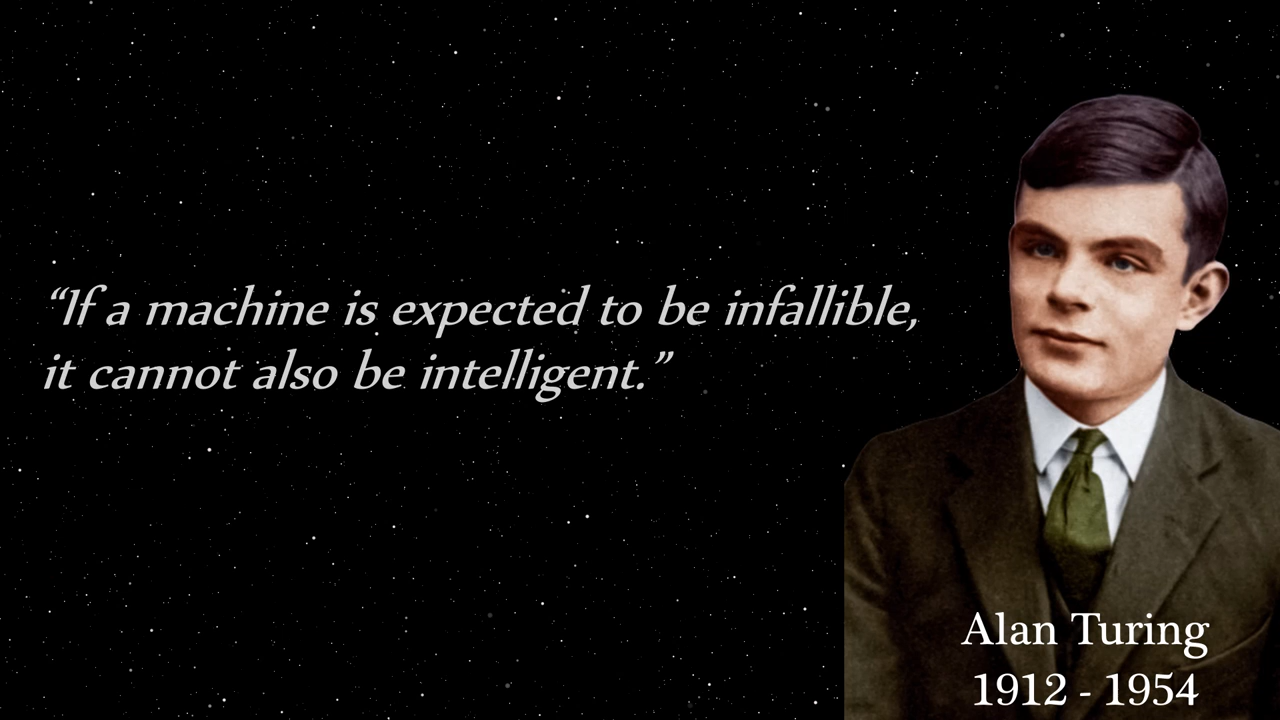 “If a machine is expected to be infallible,
it cannot also be intelligent.”
Alan Turing
1912 - 1954